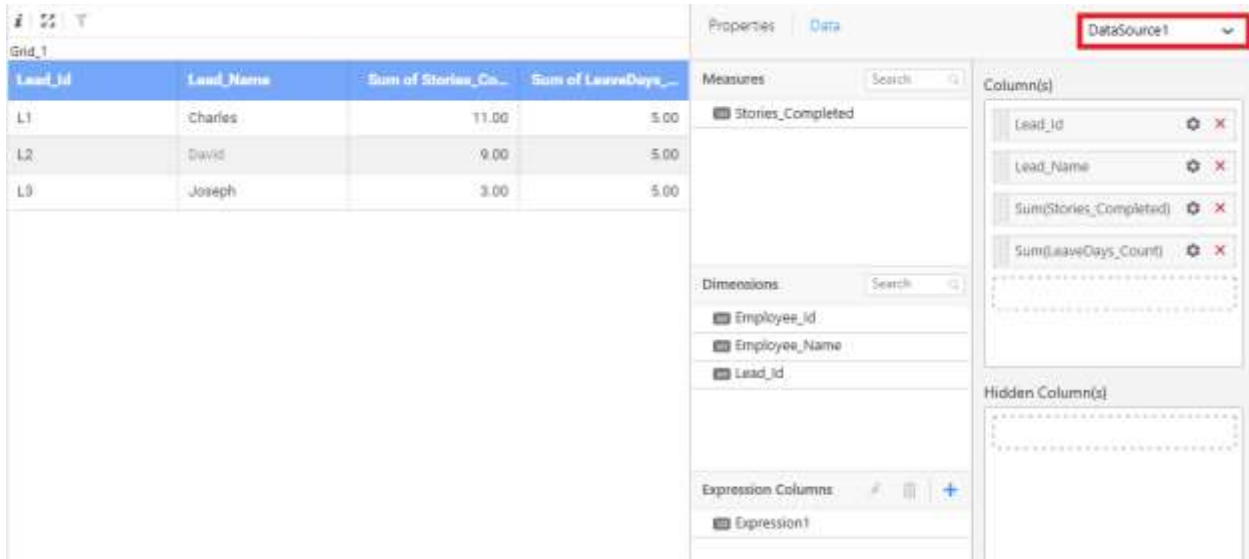 Grid_1
Lead_Id Lead_Name Sum of Stories_Co... Sum of LeaveDays_...
L1 Charles 11.00 5.00
L2 David 9.00 5.00
L3 Joseph 3.00 5.00
Properties Data
DataSource1
Measures Search
Stories_Completed
Dimensions Search
Employee_Id
Employee_Name
Lead_Id
Expression Columns
Expression1
Column(s)
Lead_Id
Lead_Name
Sum(Stories_Completed)
Sum(LeaveDays_Count)
Hidden Column(s)